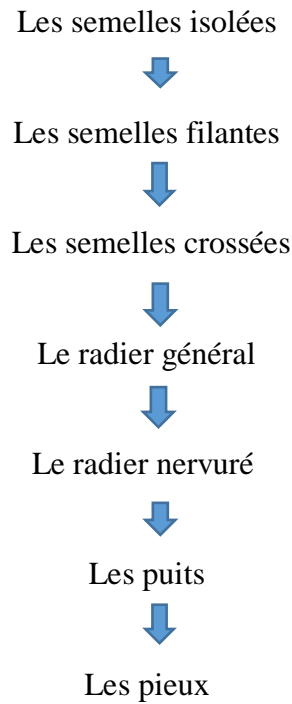 Les semelles isolées
Les semelles filantes
Les semelles crossées
Le radier général
Le radier nervuré
Les puits
Les pieux